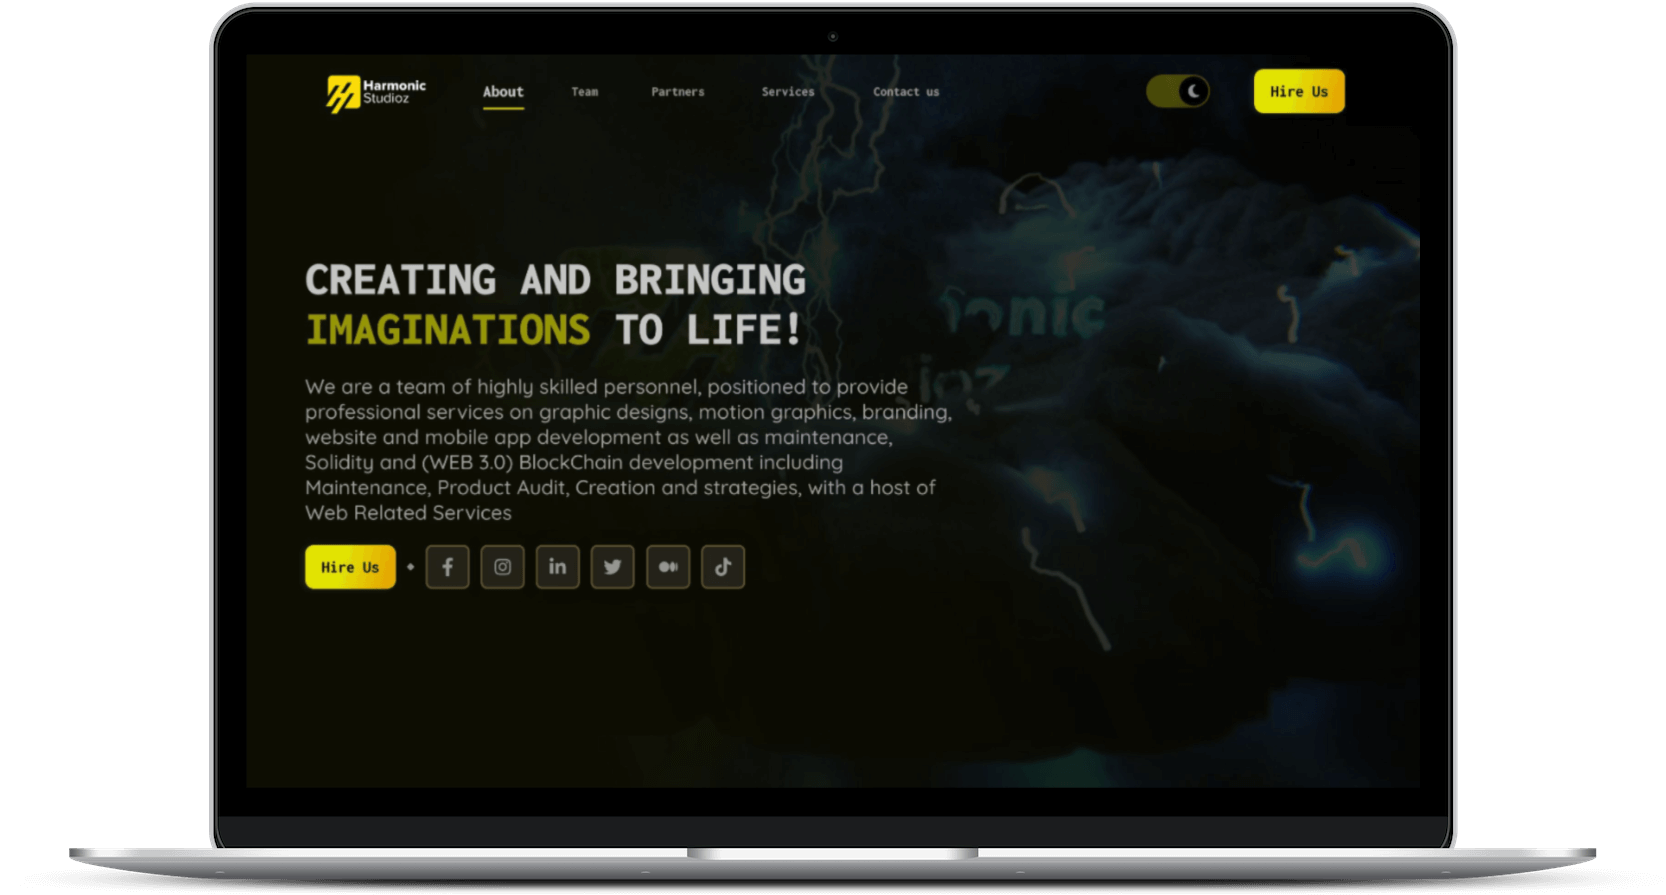 Harmonic
Studioz
About Team Partners Services Contact us Hire Us
CREATING AND BRINGING
IMAGINATIONS TO LIFE!
onic
We are a team of highly skilled personnel, positioned to provide
professional services on graphic designs, motion graphics, branding,
website and mobile app development as well as maintenance,
Solidity and (WEB 3.0) BlockChain development including
Maintenance, Product Audit, Creation and strategies, with a host of
Web Related Services
Hire Us